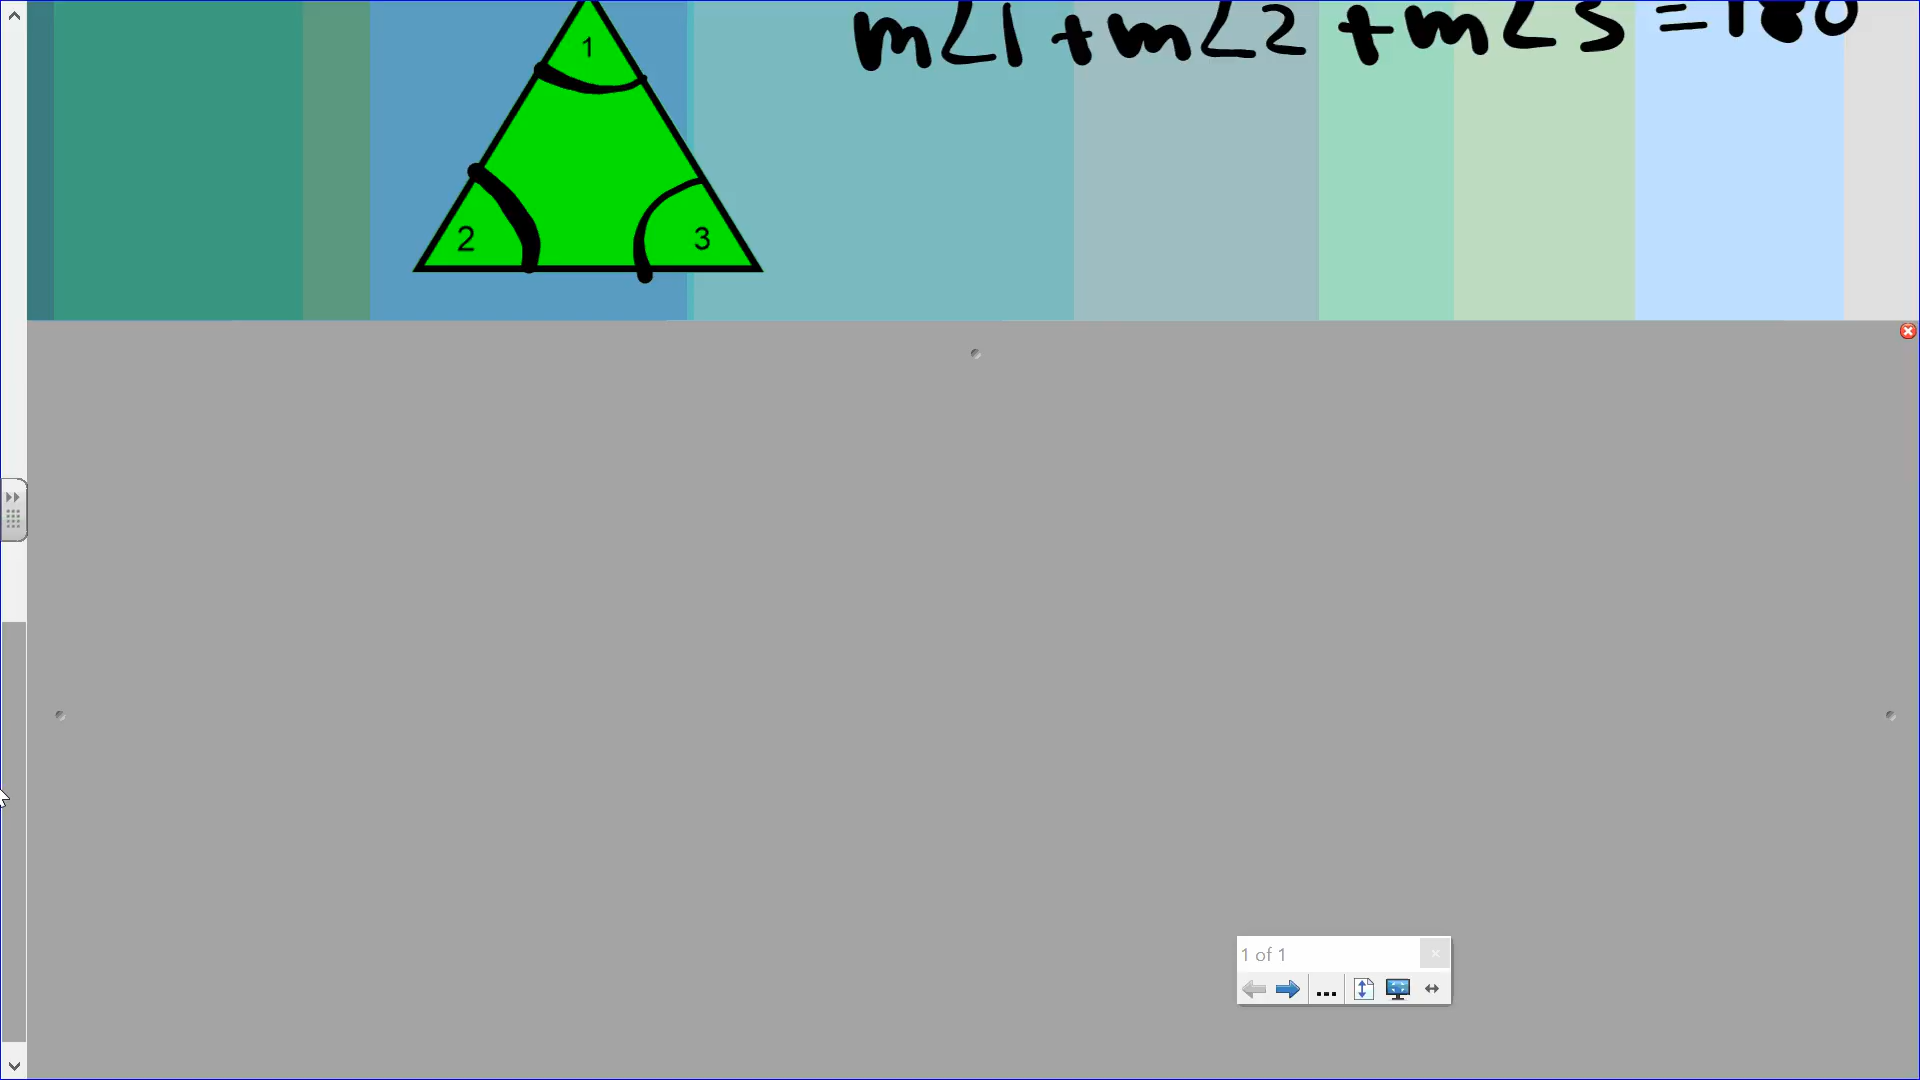 m∠1 + m∠2 + m∠3 = 180
1
2 3
1 of 1
...